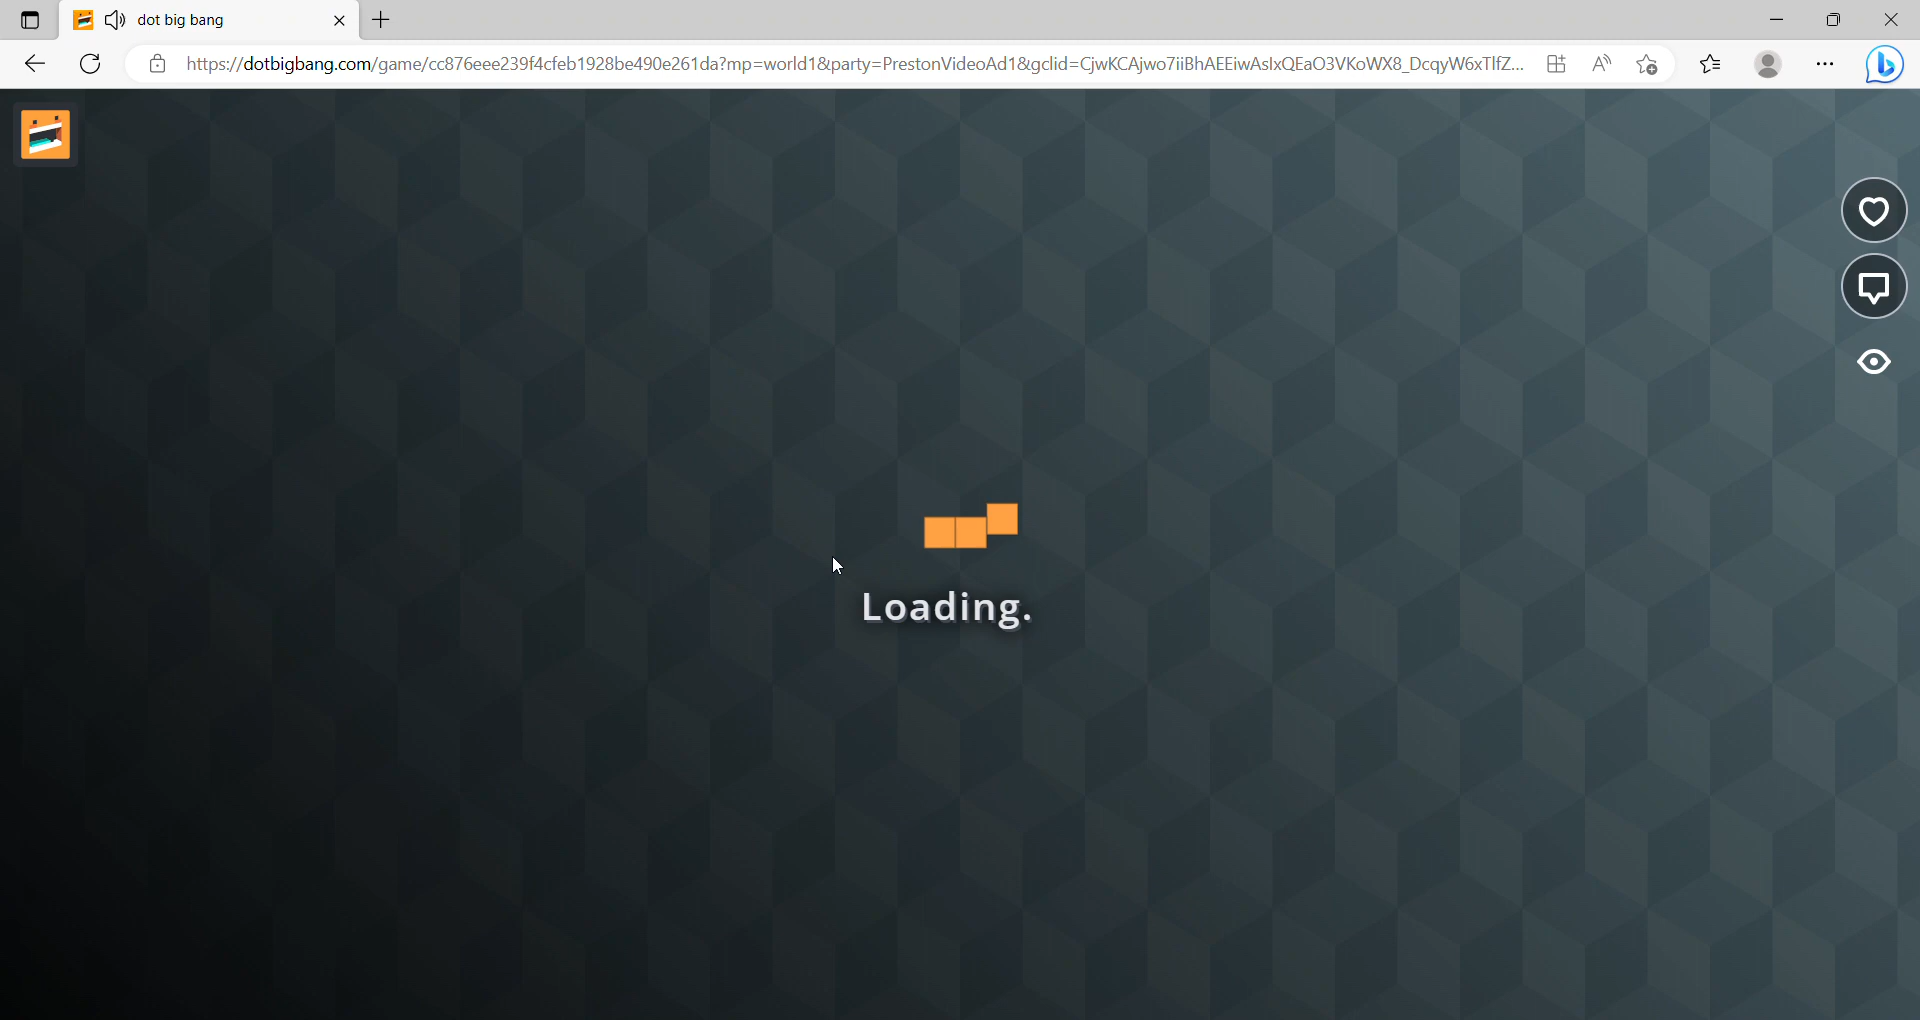 dot big bang
https://dotbigbang.com/game/cc876eee239f4cfeb1928be490e261da?mp=world1&party=PrestonVideoAd1&gclid=CjwKCAjwo7iiBhAEEiwAsIxQEaO3VKoWX8_DcqyW6xTlfZ...
Loading.